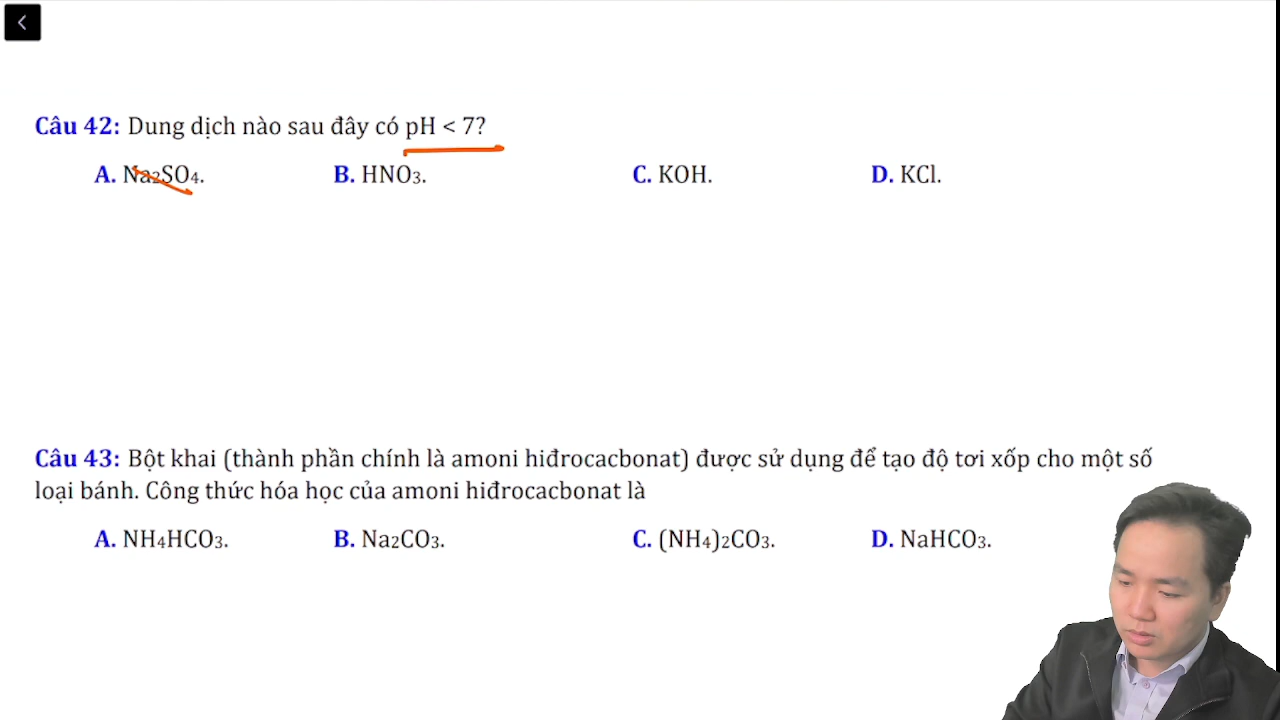 Câu 42: Dung dịch nào sau đây có pH < 7?
A. Na₂SO₄. B. HNO₃. C. KOH. D. KCl.
Câu 43: Bột khai (thành phần chính là amoni hiđrocacbonat) được sử dụng để tạo độ tơi xốp cho một số
loại bánh. Công thức hóa học của amoni hiđrocacbonat là
A. NH₄HCO₃. B. Na₂CO₃. C. (NH₄)₂CO₃. D. NaHCO₃.